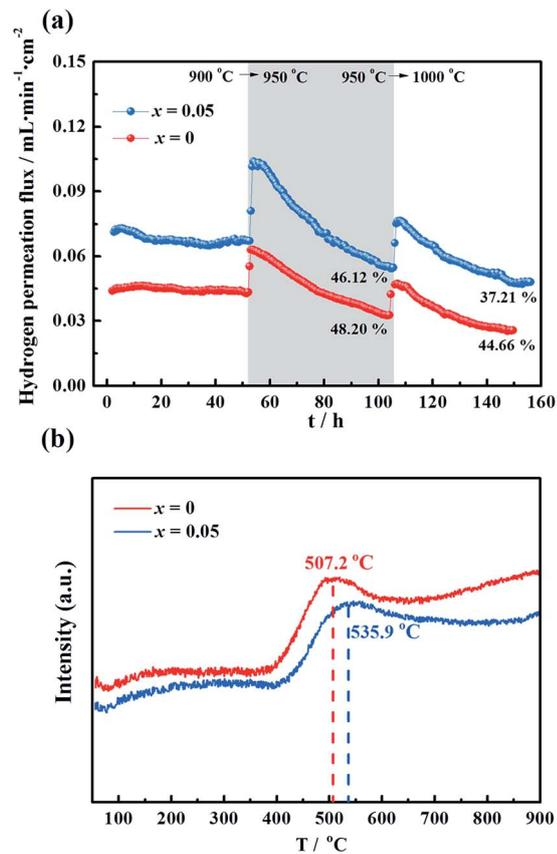 (a)
Hydrogen permeation flux / mL·min⁻¹·cm⁻²
0.15
0.12
0.09
0.06
0.03
0.00
900 °C → 950 °C 950 °C → 1000 °C
x = 0.05
x = 0
46.12 %
37.21 %
48.20 %
44.66 %
0 20 40 60 80 100 120 140 160
t / h
(b)
Intensity (a.u.)
x = 0
x = 0.05
507.2 °C
535.9 °C
100 200 300 400 500 600 700 800 900
T / °C